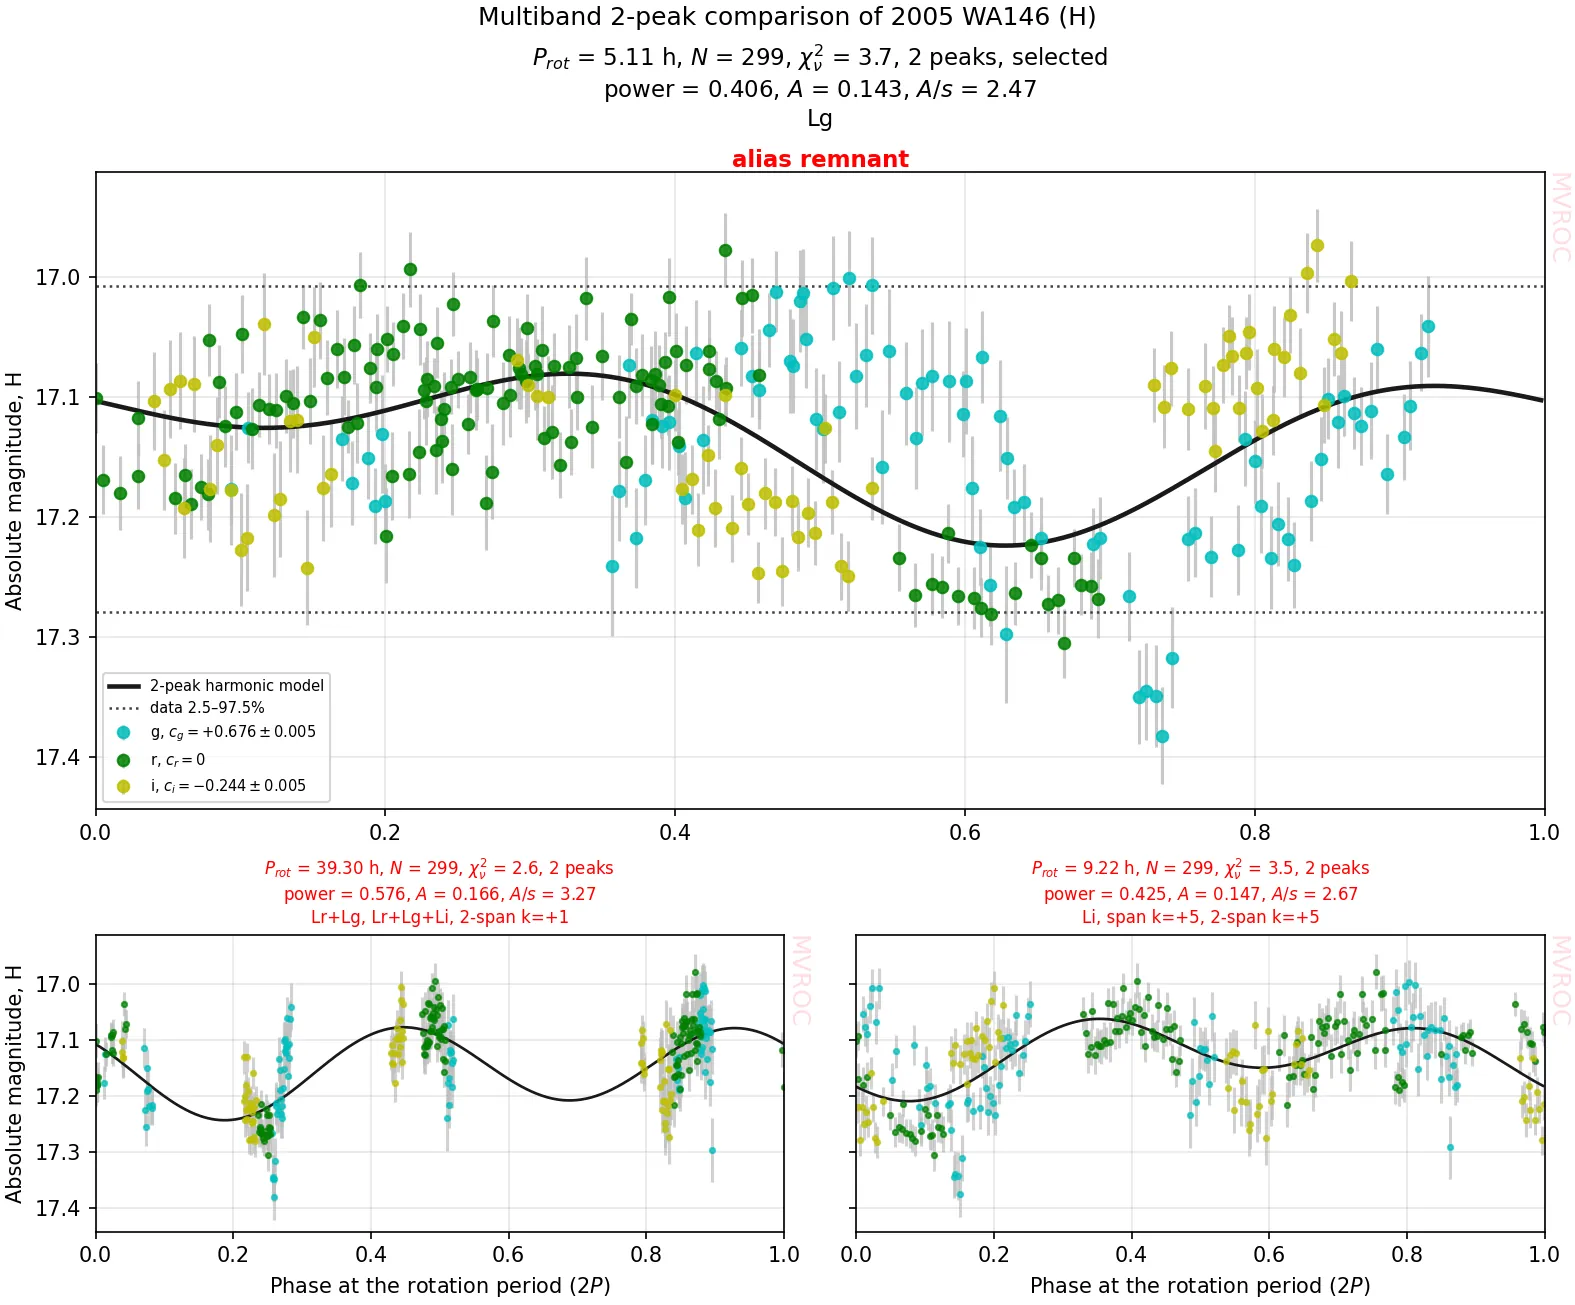 Multiband 2-peak comparison of 2005 WA146 (H)
P_rot = 5.11 h, N = 299, χ²_ν = 3.7, 2 peaks, selected
power = 0.406, A = 0.143, A/s = 2.47
Lg
alias remnant
MVROC
Absolute magnitude, H
17.0
17.1
17.2
17.3
17.4
2-peak harmonic model
data 2.5–97.5%
g, c_g = +0.676 ± 0.005
r, c_r = 0
i, c_i = −0.244 ± 0.005
0.0 0.2 0.4 0.6 0.8 1.0
P_rot = 39.30 h, N = 299, χ²_ν = 2.6, 2 peaks
power = 0.576, A = 0.166, A/s = 3.27
Lr+Lg, Lr+Lg+Li, 2-span k=+1
MVROC
Absolute magnitude, H
17.0
17.1
17.2
17.3
17.4
0.0 0.2 0.4 0.6 0.8 1.0
Phase at the rotation period (2P)
P_rot = 9.22 h, N = 299, χ²_ν = 3.5, 2 peaks
power = 0.425, A = 0.147, A/s = 2.67
Li, span k=+5, 2-span k=+5
MVROC
0.0 0.2 0.4 0.6 0.8 1.0
Phase at the rotation period (2P)